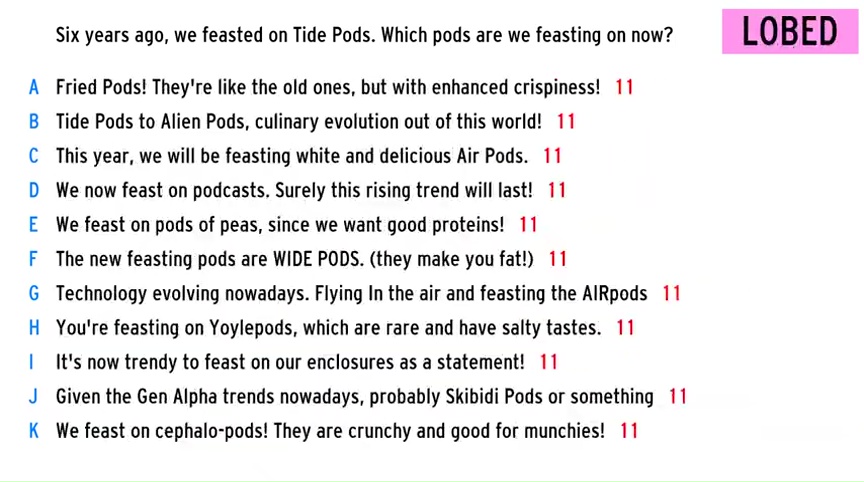 Six years ago, we feasted on Tide Pods. Which pods are we feasting on now?
LOBED
A Fried Pods! They're like the old ones, but with enhanced crispiness! 11
B Tide Pods to Alien Pods, culinary evolution out of this world! 11
C This year, we will be feasting white and delicious Air Pods. 11
D We now feast on podcasts. Surely this rising trend will last! 11
E We feast on pods of peas, since we want good proteins! 11
F The new feasting pods are WIDE PODS. (they make you fat!) 11
G Technology evolving nowadays. Flying In the air and feasting the AIRpods 11
H You're feasting on Yoylepods, which are rare and have salty tastes. 11
I It's now trendy to feast on our enclosures as a statement! 11
J Given the Gen Alpha trends nowadays, probably Skibidi Pods or something 11
K We feast on cephalo-pods! They are crunchy and good for munchies! 11